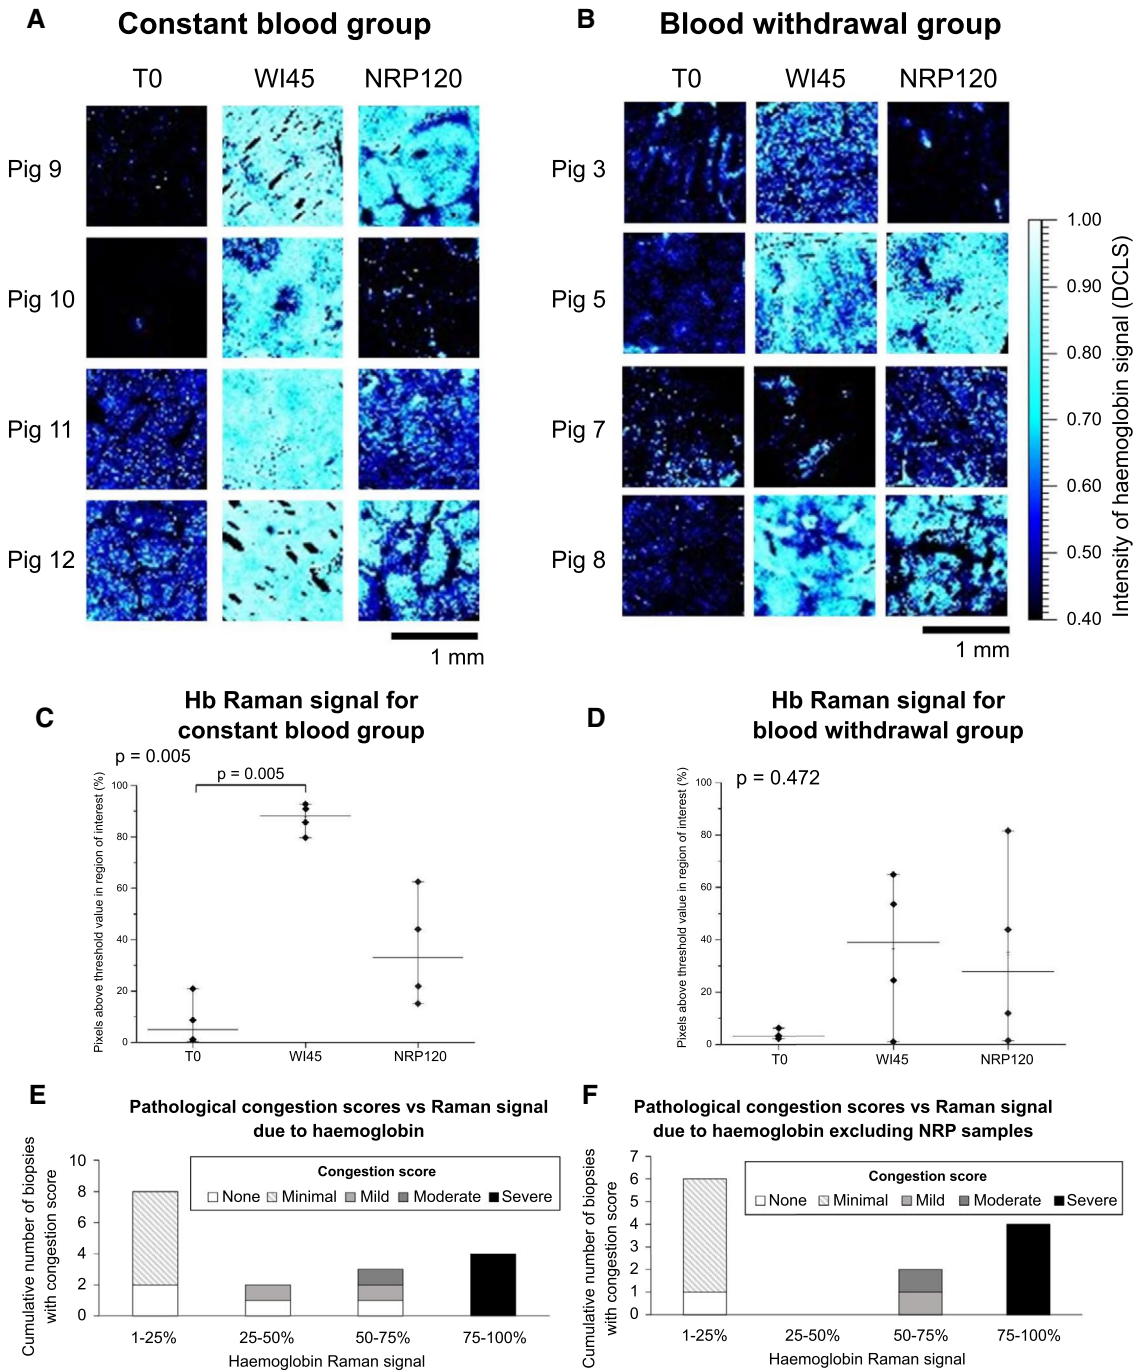 A
Constant blood group
T0 WI45 NRP120
Pig 9
Pig 10
Pig 11
Pig 12
1 mm
B
Blood withdrawal group
T0 WI45 NRP120
Pig 3
Pig 5
Pig 7
Pig 8
1 mm
1.00
0.90
0.80
0.70
0.60
0.50
0.40
Intensity of haemoglobin signal (DCLS)
C
Hb Raman signal for
constant blood group
p = 0.005
p = 0.005
Pixels above threshold value in region of interest (%)
100
80
60
40
20
0
T0 WI45 NRP120
D
Hb Raman signal for
blood withdrawal group
p = 0.472
Pixels above threshold value in region of interest (%)
100
80
60
40
20
0
T0 WI45 NRP120
E
Pathological congestion scores vs Raman signal
due to haemoglobin
Cumulative number of biopsies
with congestion score
10
8
6
4
2
0
Congestion score
None Minimal Mild Moderate Severe
1-25% 25-50% 50-75% 75-100%
Haemoglobin Raman signal
F
Pathological congestion scores vs Raman signal
due to haemoglobin excluding NRP samples
Cumulative number of biopsies
with congestion score
7
6
5
4
3
2
1
0
Congestion score
None Minimal Mild Moderate Severe
1-25% 25-50% 50-75% 75-100%
Haemoglobin Raman signal